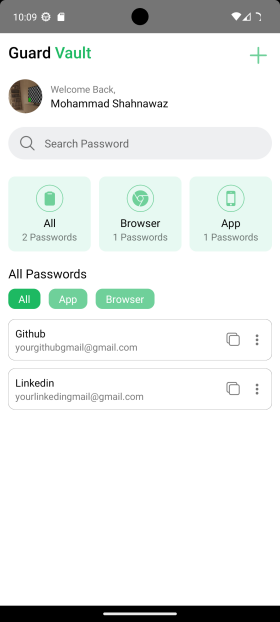 10:09
Guard Vault
Welcome Back,
Mohammad Shahnawaz
Search Password
All
2 Passwords
Browser
1 Passwords
App
1 Passwords
All Passwords
All
App
Browser
Github
yourgithubgmail@gmail.com
Linkedin
yourlinkedingmail@gmail.com